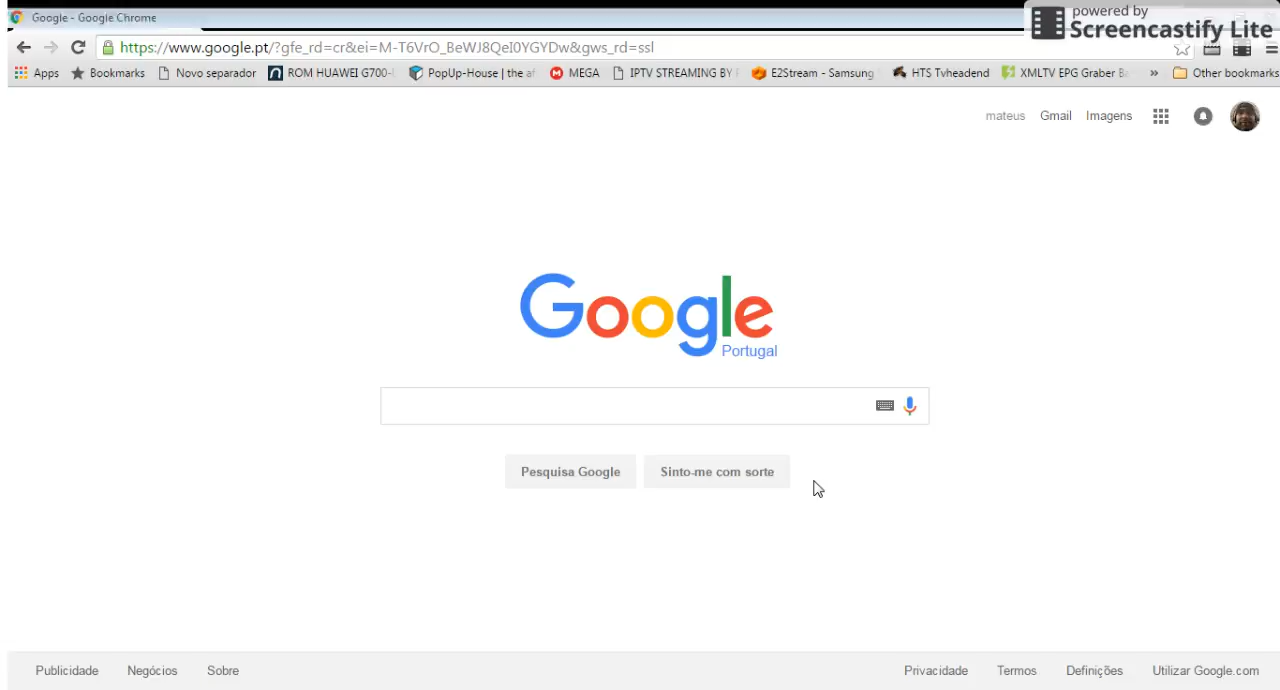 Google - Google Chrome
powered by
Screencastify Lite
https://www.google.pt/?gfe_rd=cr&ei=M-T6VrO_BeWJ8QeI0YGYDw&gws_rd=ssl
Apps Bookmarks Novo separador ROM HUAWEI G700- PopUp-House | the a MEGA IPTV STREAMING BY E2Stream - Samsung HTS Tvheadend XMLTV EPG Graber » Other bookmarks
mateus Gmail Imagens
Google
Portugal
Pesquisa Google Sinto-me com sorte
Publicidade Negócios Sobre Privacidade Termos Definições Utilizar Google.com